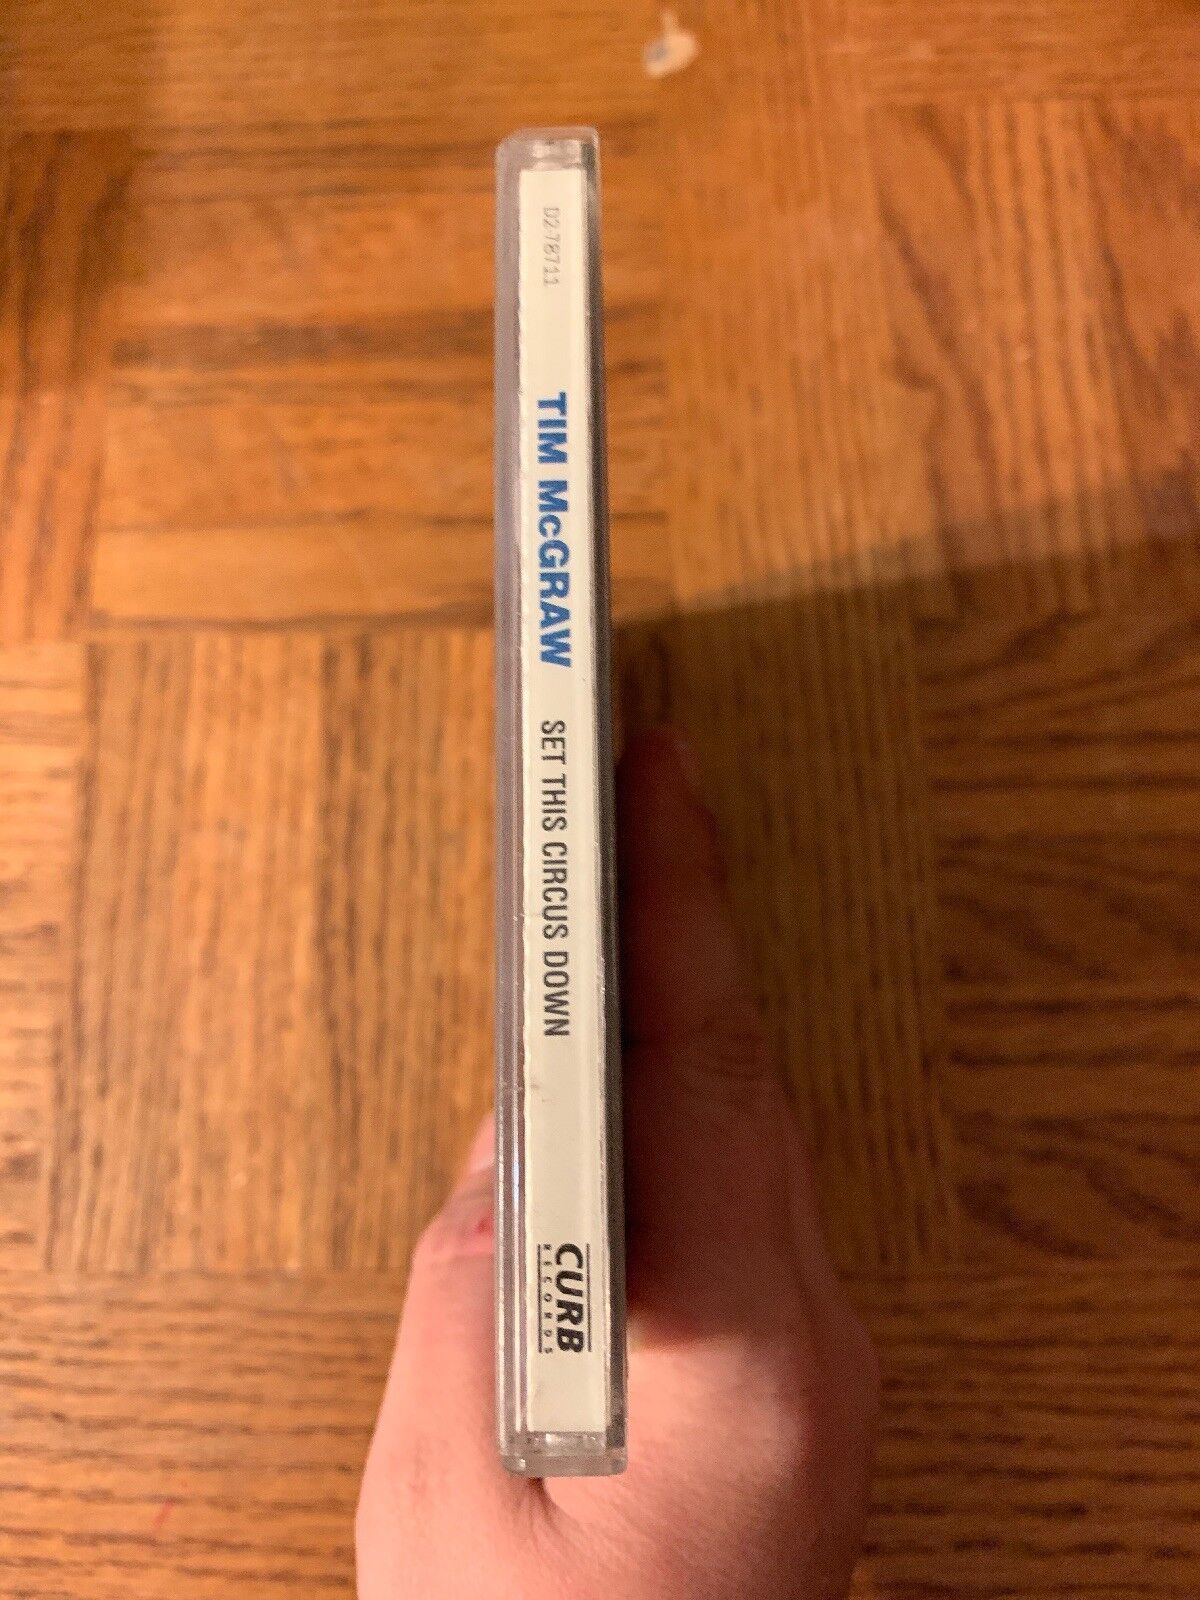 D2-78711
TIM McGRAW
SET THIS CIRCUS DOWN
CURB
RECORDS